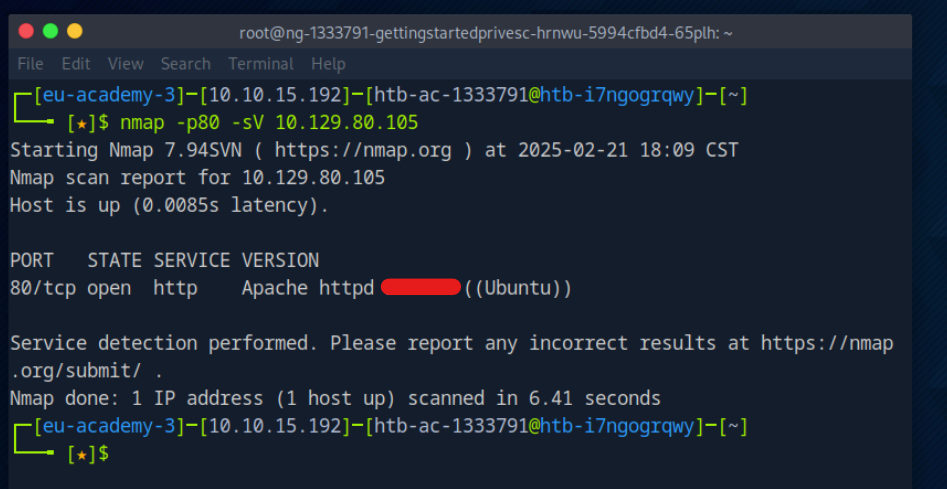 root@ng-1333791-gettingstartedprivesc-hrnwu-5994cfbd4-65plh: ~
File Edit View Search Terminal Help
┌─[eu-academy-3]─[10.10.15.192]─[htb-ac-1333791@htb-i7ngogrqwy]─[~]
└──╼ [★]$ nmap -p80 -sV 10.129.80.105
Starting Nmap 7.94SVN ( https://nmap.org ) at 2025-02-21 18:09 CST
Nmap scan report for 10.129.80.105
Host is up (0.0085s latency).
PORT   STATE SERVICE VERSION
80/tcp open  http    Apache httpd ((Ubuntu))
Service detection performed. Please report any incorrect results at https://nmap
.org/submit/ .
Nmap done: 1 IP address (1 host up) scanned in 6.41 seconds
┌─[eu-academy-3]─[10.10.15.192]─[htb-ac-1333791@htb-i7ngogrqwy]─[~]
└──╼ [★]$